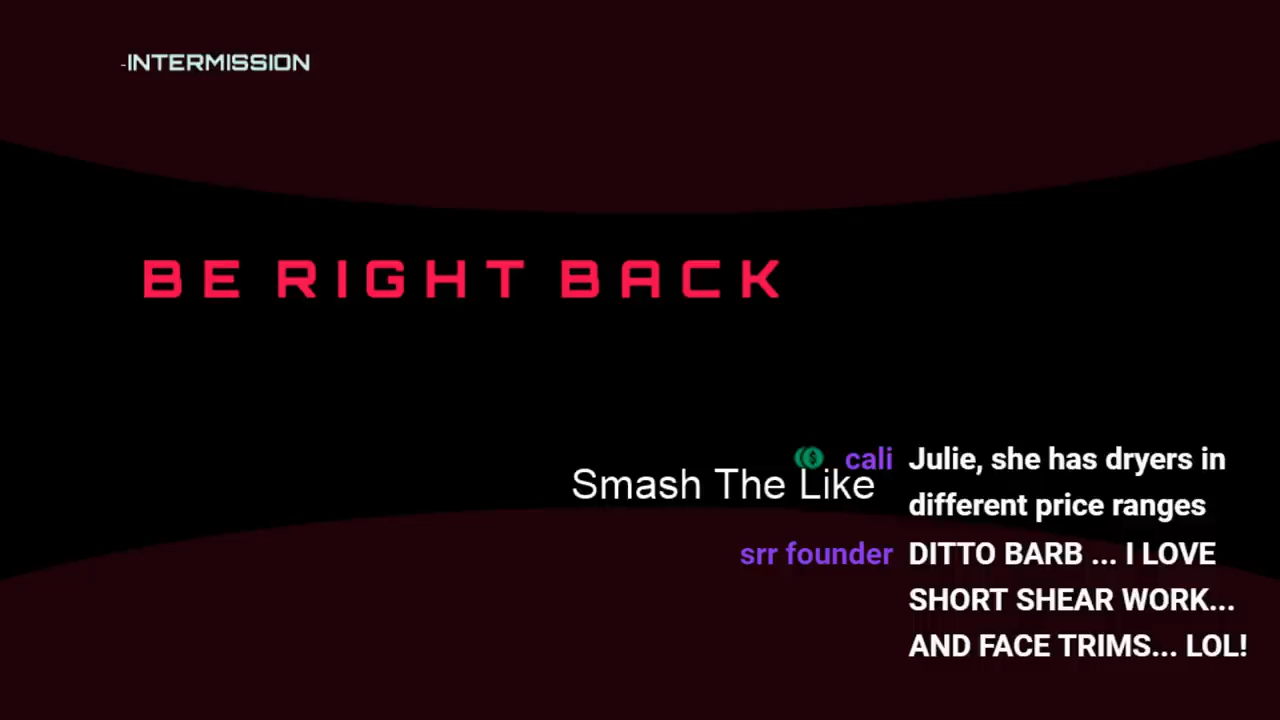 -INTERMISSION
BE RIGHT BACK
Smash The Like
cali Julie, she has dryers in
different price ranges
srr founder DITTO BARB ... I LOVE
SHORT SHEAR WORK...
AND FACE TRIMS... LOL!